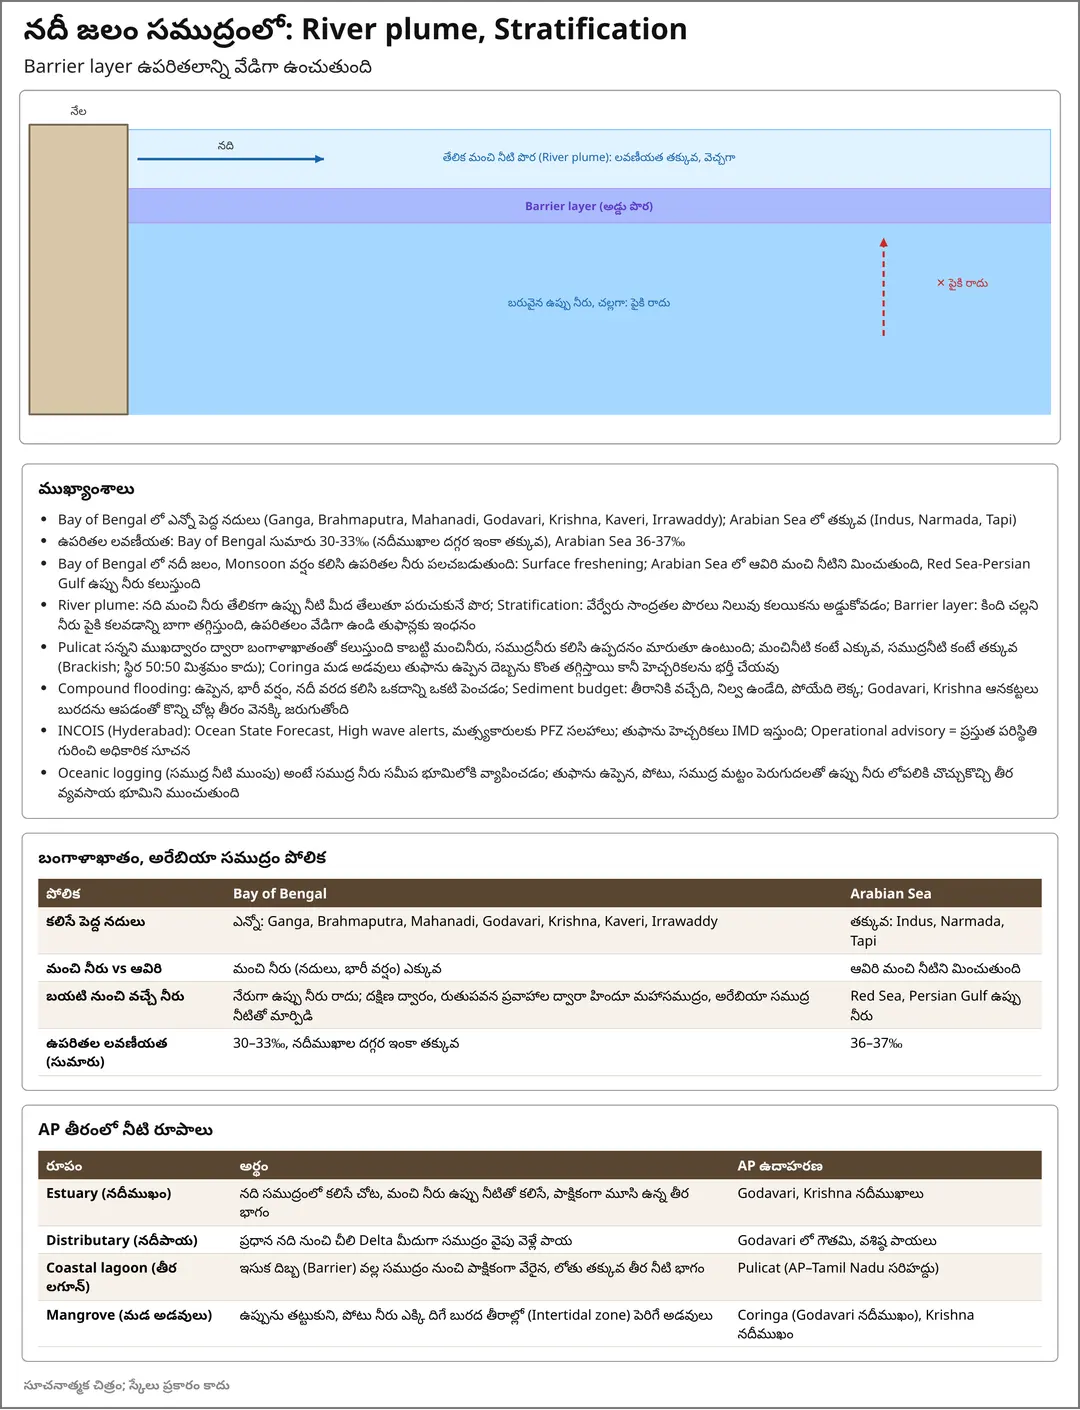 నదీ జలం సముద్రంలో: River plume, Stratification
Barrier layer ఉపరితలాన్ని వేడిగా ఉంచుతుంది
నేల
నది
తేలిక మంచి నీటి పొర (River plume): లవణీయత తక్కువ, వెచ్చగా
Barrier layer (అడ్డు పొర)
బరువైన ఉప్పు నీరు, చల్లగా: పైకి రాదు
× పైకి రాదు
ముఖ్యాంశాలు
• Bay of Bengal లో ఎన్నో పెద్ద నదులు (Ganga, Brahmaputra, Mahanadi, Godavari, Krishna, Kaveri, Irrawaddy); Arabian Sea లో తక్కువ (Indus, Narmada, Tapi)
• ఉపరితల లవణీయత: Bay of Bengal సుమారు 30-33‰ (నదీముఖాల దగ్గర ఇంకా తక్కువ), Arabian Sea 36-37‰
• Bay of Bengal లో నదీ జలం, Monsoon వర్షం కలిసి ఉపరితల నీరు పలచబడుతుంది: Surface freshening; Arabian Sea లో ఆవిరి మంచి నీటిని మించుతుంది, Red Sea-Persian
Gulf ఉప్పు నీరు కలుస్తుంది
• River plume: నది మంచి నీరు తేలికగా ఉప్పు నీటి మీద తేలుతూ పరుచుకునే పొర; Stratification: వేర్వేరు సాంద్రతల పొరలు నిలువు కలయికను అడ్డుకోవడం; Barrier layer: కింది చల్లని
నీరు పైకి కలవడాన్ని బాగా తగ్గిస్తుంది, ఉపరితలం వేడిగా ఉండి తుఫాన్లకు ఇంధనం
• Pulicat సన్నని ముఖద్వారం ద్వారా బంగాళాఖాతంతో కలుస్తుంది కాబట్టి మంచినీరు, సముద్రనీరు కలిసి ఉప్పదనం మారుతూ ఉంటుంది; మంచినీటి కంటే ఎక్కువ, సముద్రనీటి కంటే తక్కువ
(Brackish; స్థిర 50:50 మిశ్రమం కాదు); Coringa మడ అడవులు తుఫాను ఉప్పెన దెబ్బను కొంత తగ్గిస్తాయి కానీ హెచ్చరికలను భర్తీ చేయవు
• Compound flooding: ఉప్పెన, భారీ వర్షం, నదీ వరద కలిసి ఒకదాన్ని ఒకటి పెంచడం; Sediment budget: తీరానికి వచ్చేది, నిల్వ ఉండేది, పోయేది లెక్క; Godavari, Krishna ఆనకట్టలు
బురదను ఆపడంతో కొన్ని చోట్ల తీరం వెనక్కి జరుగుతోంది
• INCOIS (Hyderabad): Ocean State Forecast, High wave alerts, మత్స్యకారులకు PFZ సలహాలు; తుఫాను హెచ్చరికలు IMD ఇస్తుంది; Operational advisory = ప్రస్తుత పరిస్థితి
గురించి అధికారిక సూచన
• Oceanic logging (సముద్ర నీటి ముంపు) అంటే సముద్ర నీరు సమీప భూమిలోకి వ్యాపించడం; తుఫాను ఉప్పెన, పోటు, సముద్ర మట్టం పెరుగుదలతో ఉప్పు నీరు లోపలికి చొచ్చుకొచ్చి తీర
వ్యవసాయ భూమిని ముంచుతుంది
బంగాళాఖాతం, అరేబియా సముద్రం పోలిక
పోలిక Bay of Bengal Arabian Sea
కలిసే పెద్ద నదులు ఎన్నో: Ganga, Brahmaputra, Mahanadi, Godavari, Krishna, Kaveri, Irrawaddy తక్కువ: Indus, Narmada,
Tapi
మంచి నీరు vs ఆవిరి మంచి నీరు (నదులు, భారీ వర్షం) ఎక్కువ ఆవిరి మంచి నీటిని మించుతుంది
బయటి నుంచి వచ్చే నీరు నేరుగా ఉప్పు నీరు రాదు; దక్షిణ ద్వారం, రుతుపవన ప్రవాహాల ద్వారా హిందూ మహాసముద్రం, అరేబియా సముద్ర Red Sea, Persian Gulf ఉప్పు
నీటితో మార్పిడి నీరు
ఉపరితల లవణీయత 30–33‰, నదీముఖాల దగ్గర ఇంకా తక్కువ 36–37‰
(సుమారు)
AP తీరంలో నీటి రూపాలు
రూపం అర్థం AP ఉదాహరణ
Estuary (నదీముఖం) నది సముద్రంలో కలిసే చోట, మంచి నీరు ఉప్పు నీటితో కలిసే, పాక్షికంగా మూసి ఉన్న తీర Godavari, Krishna నదీముఖాలు
భాగం
Distributary (నదీపాయ) ప్రధాన నది నుంచి చీలి Delta మీదుగా సముద్రం వైపు వెళ్లే పాయ Godavari లో గౌతమి, వశిష్ఠ పాయలు
Coastal lagoon (తీర ఇసుక దిబ్బ (Barrier) వల్ల సముద్రం నుంచి పాక్షికంగా వేరైన, లోతు తక్కువ తీర నీటి భాగం Pulicat (AP–Tamil Nadu సరిహద్దు)
లగూన్)
Mangrove (మడ అడవులు) ఉప్పును తట్టుకుని, పోటు నీరు ఎక్కి దిగే బురద తీరాల్లో (Intertidal zone) పెరిగే అడవులు Coringa (Godavari నదీముఖం), Krishna
నదీముఖం
సూచనాత్మక చిత్రం; స్కేలు ప్రకారం కాదు